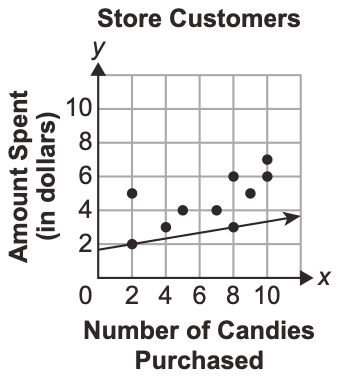 Store Customers
y
Amount Spent
(in dollars)
10
8
6
4
2
0 2 4 6 8 10
x
Number of Candies
Purchased